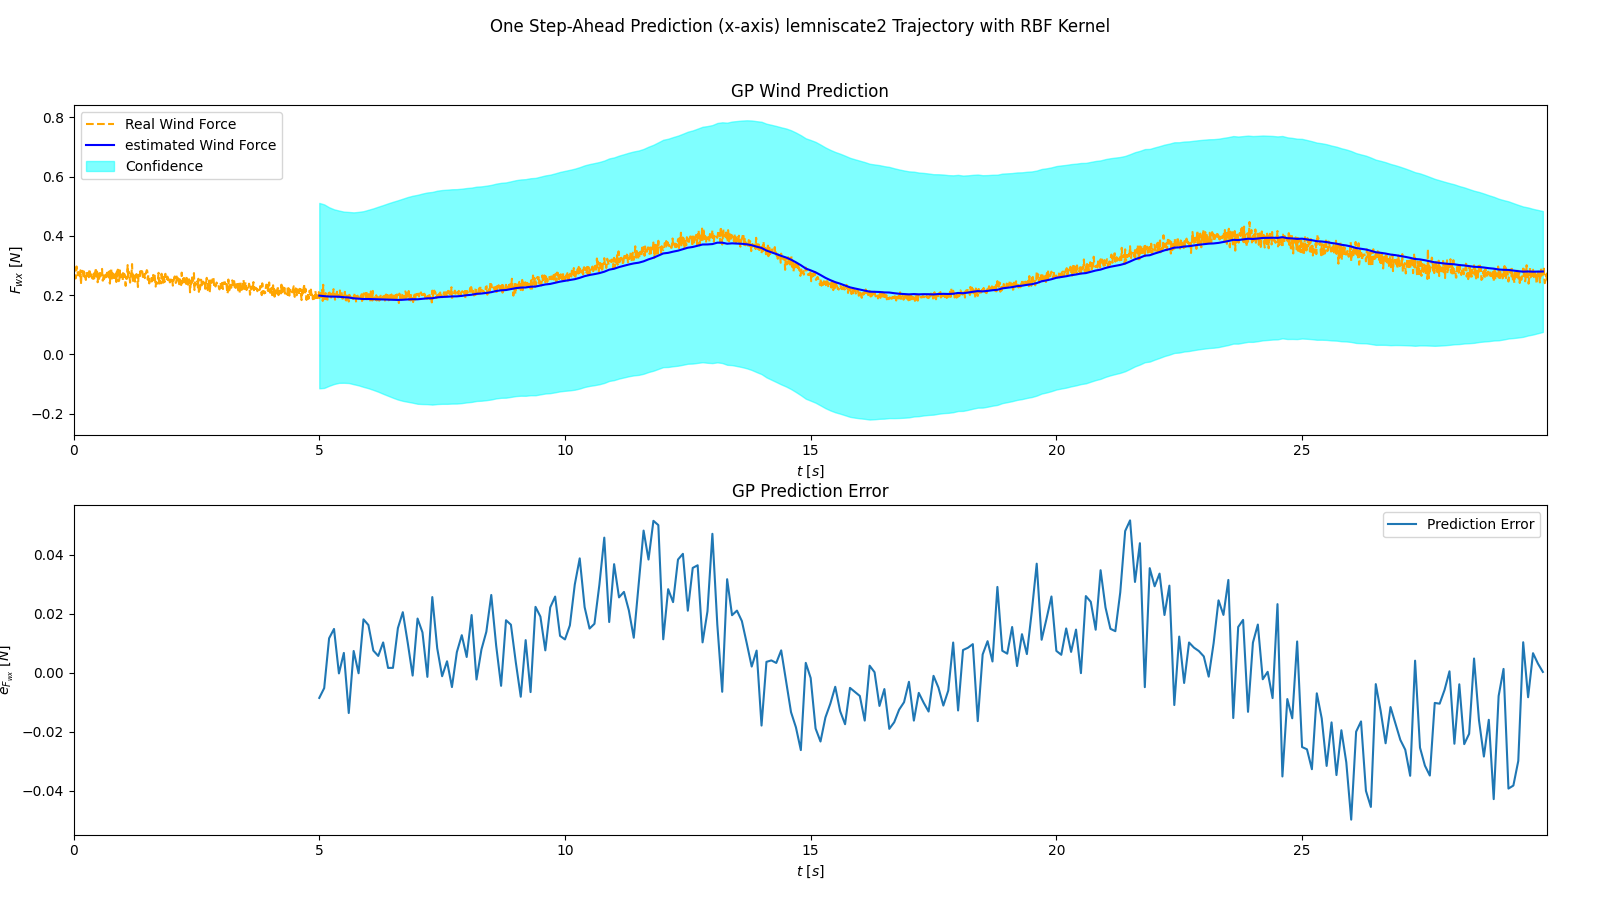 One Step-Ahead Prediction (x-axis) lemniscate2 Trajectory with RBF Kernel
GP Wind Prediction
Real Wind Force
estimated Wind Force
Confidence
F_wx [N]
0.8
0.6
0.4
0.2
0.0
−0.2
0 5 10 15 20 25
t [s]
GP Prediction Error
Prediction Error
e_F_wx [N]
0.04
0.02
0.00
−0.02
−0.04
0 5 10 15 20 25
t [s]